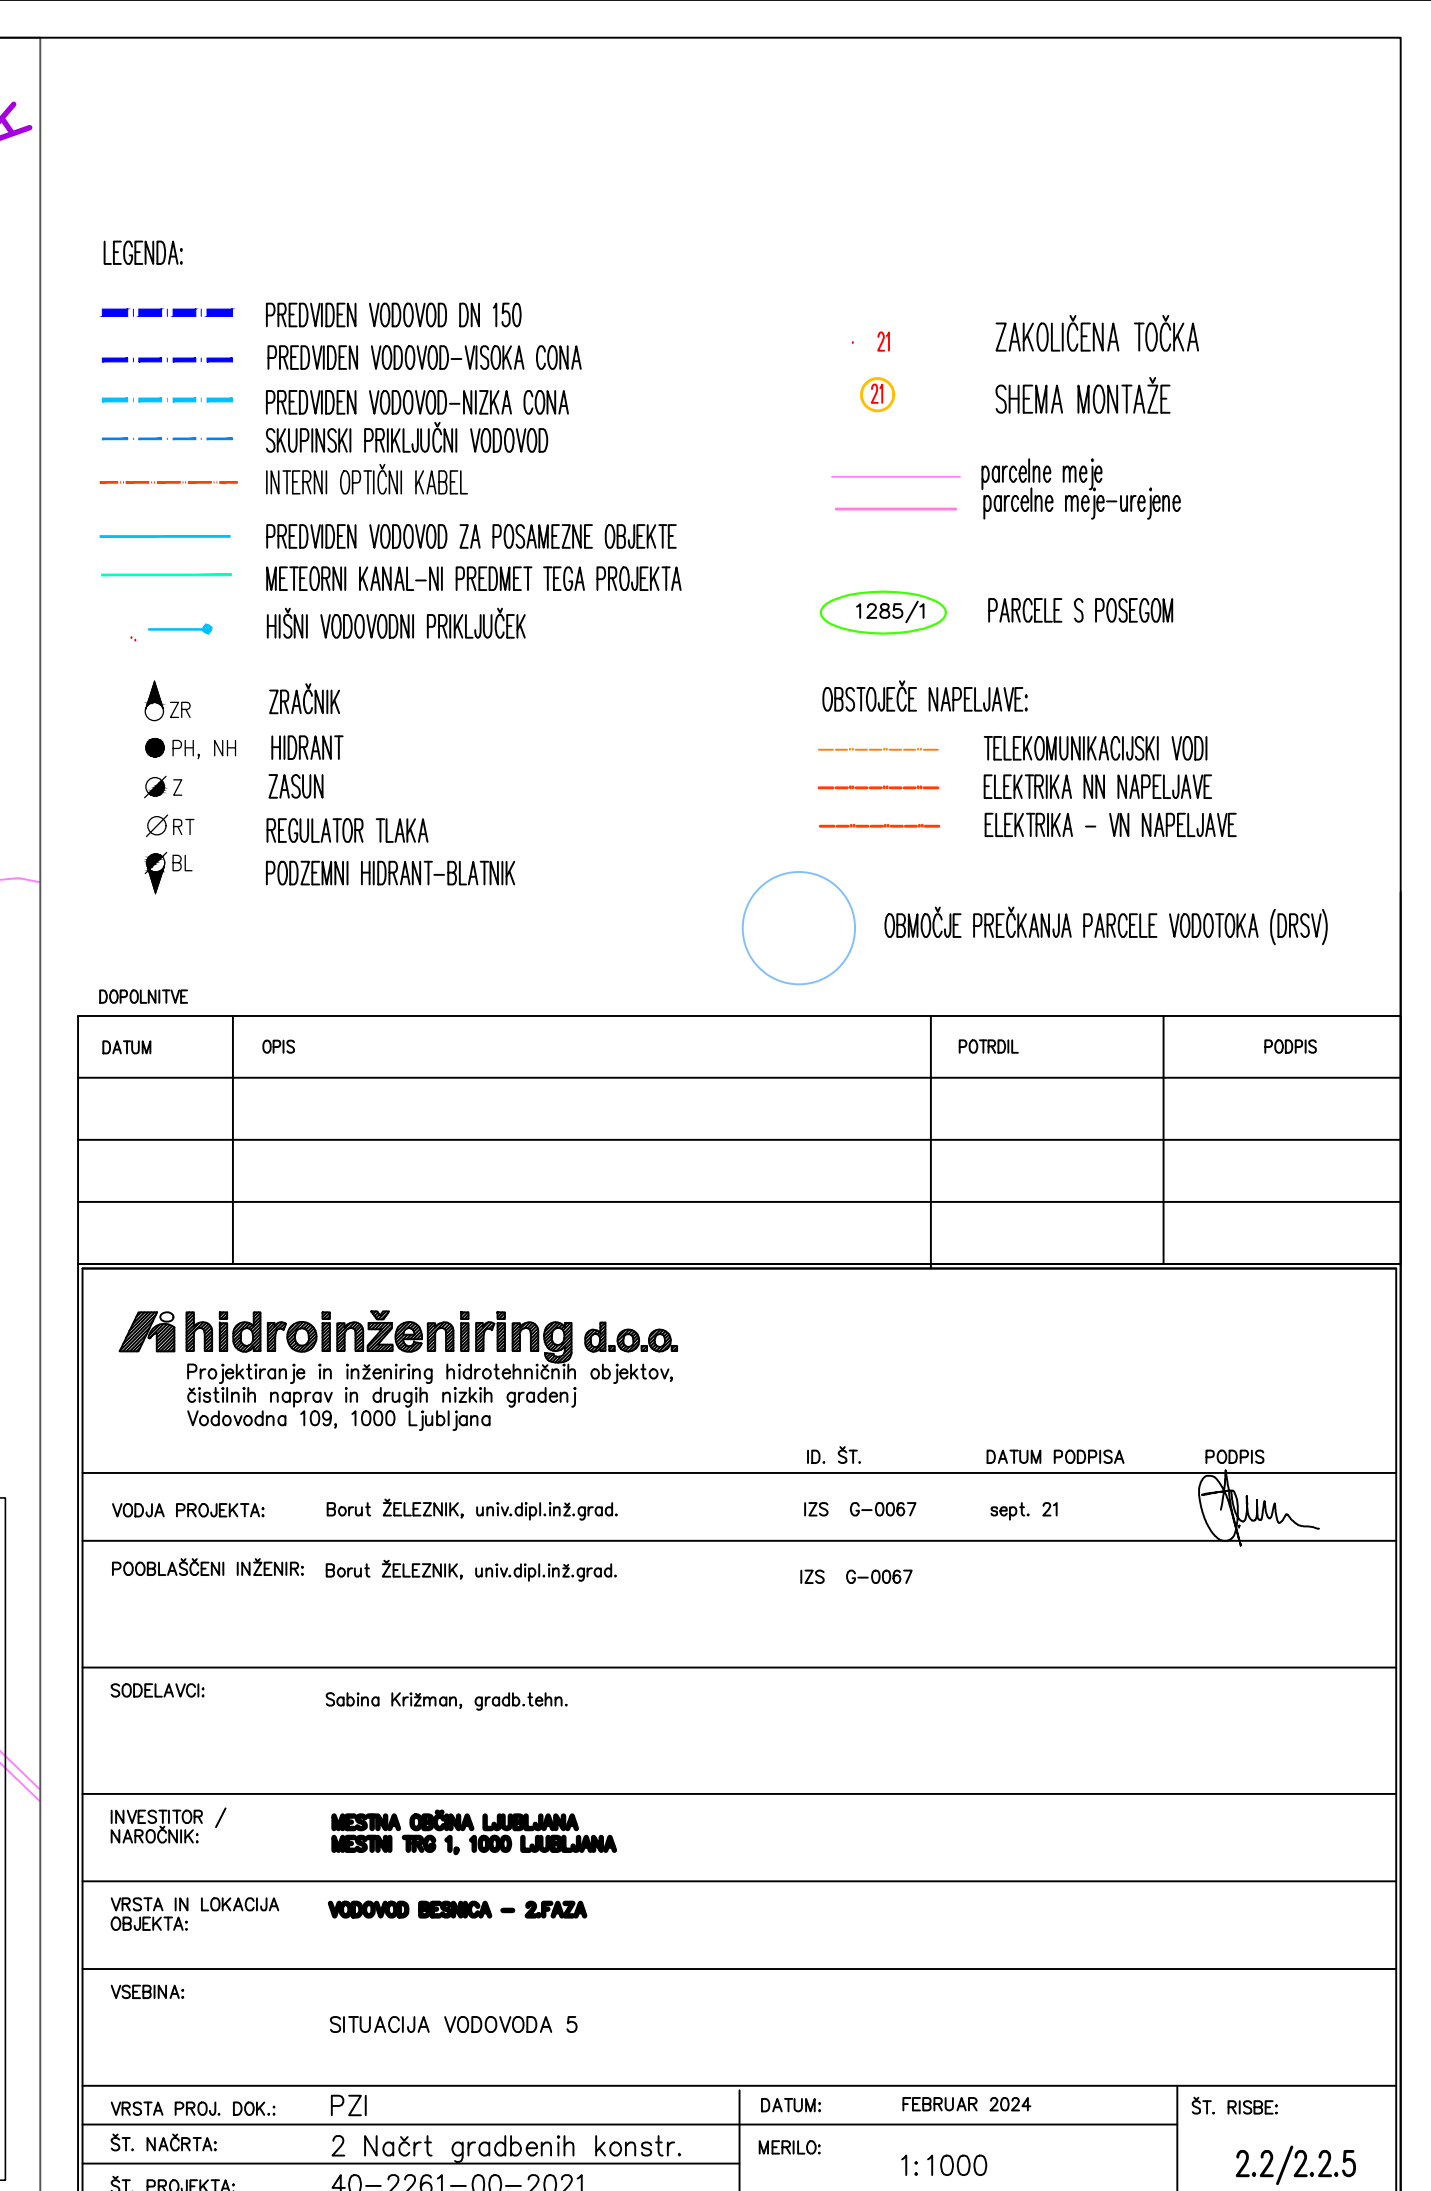 LEGENDA:
PREDVIDEN VODOVOD DN 150
PREDVIDEN VODOVOD-VISOKA CONA
PREDVIDEN VODOVOD-NIZKA CONA
SKUPINSKI PRIKLJUČNI VODOVOD
INTERNI OPTIČNI KABEL
PREDVIDEN VODOVOD ZA POSAMEZNE OBJEKTE
METEORNI KANAL-NI PREDMET TEGA PROJEKTA
HIŠNI VODOVODNI PRIKLJUČEK
ZR ZRAČNIK
PH, NH HIDRANT
Z ZASUN
RT REGULATOR TLAKA
BL PODZEMNI HIDRANT-BLATNIK
21 ZAKOLIČENA TOČKA
21 SHEMA MONTAŽE
parcelne meje
parcelne meje-urejene
1285/1 PARCELE S POSEGOM
OBSTOJEČE NAPELJAVE:
TELEKOMUNIKACIJSKI VODI
ELEKTRIKA NN NAPELJAVE
ELEKTRIKA - VN NAPELJAVE
OBMOČJE PREČKANJA PARCELE VODOTOKA (DRSV)
DOPOLNITVE
DATUM OPIS POTRDIL PODPIS
hidroinženiring d.o.o.
Projektiranje in inženiring hidrotehničnih objektov,
čistilnih naprav in drugih nizkih gradenj
Vodovodna 109, 1000 Ljubljana
ID. ŠT. DATUM PODPISA PODPIS
VODJA PROJEKTA: Borut ŽELEZNIK, univ.dipl.inž.grad. IZS G-0067 sept. 21
POOBLAŠČENI INŽENIR: Borut ŽELEZNIK, univ.dipl.inž.grad. IZS G-0067
SODELAVCI: Sabina Križman, gradb.tehn.
INVESTITOR / MESTNA OBČINA LJUBLJANA
NAROČNIK: MESTNI TRG 1, 1000 LJUBLJANA
VRSTA IN LOKACIJA VODOVOD BESNICA - 2.FAZA
OBJEKTA:
VSEBINA:
SITUACIJA VODOVODA 5
VRSTA PROJ. DOK.: PZI DATUM: FEBRUAR 2024 ŠT. RISBE:
ŠT. NAČRTA: 2 Načrt gradbenih konstr. MERILO: 1:1000 2.2/2.2.5
ŠT. PROJEKTA: 40-2261-00-2021